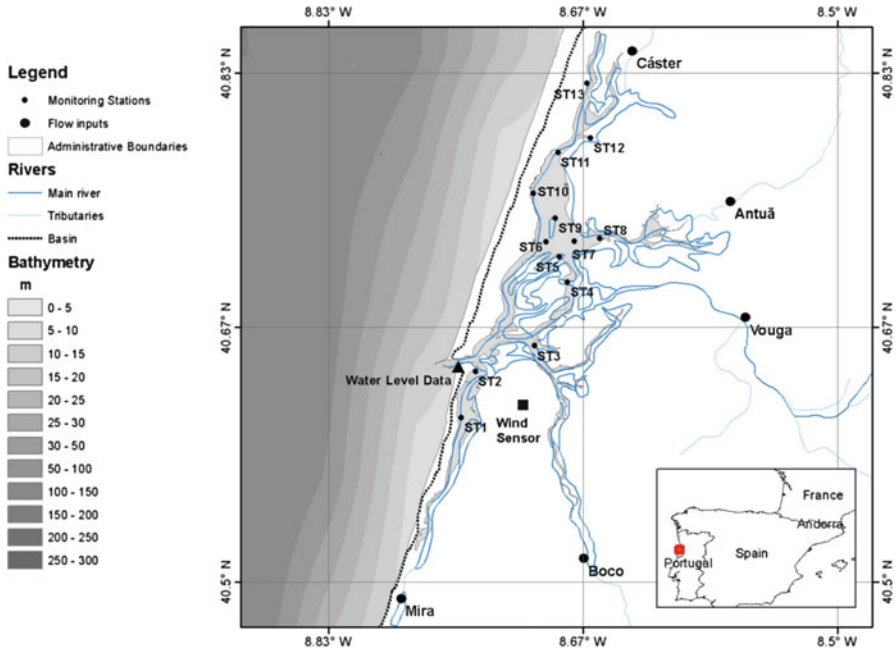 8.83° W
8.67° W
8.5° W
40.83° N
40.83° N
40.67° N
40.67° N
40.5° N
40.5° N
8.83° W
8.67° W
8.5° W
Legend
Monitoring Stations
Flow inputs
Administrative Boundaries
Rivers
Main river
Tributaries
Basin
Bathymetry
m
0 - 5
5 - 10
10 - 15
15 - 20
20 - 25
25 - 30
30 - 50
50 - 100
100 - 150
150 - 200
200 - 250
250 - 300
Cáster
ST13
ST12
ST11
ST10
Antuã
ST9
ST8
ST6
ST7
ST5
ST4
Vouga
ST3
Water Level Data
ST2
Wind
Sensor
ST1
Boco
Mira
France
Andorra
Spain
Portugal